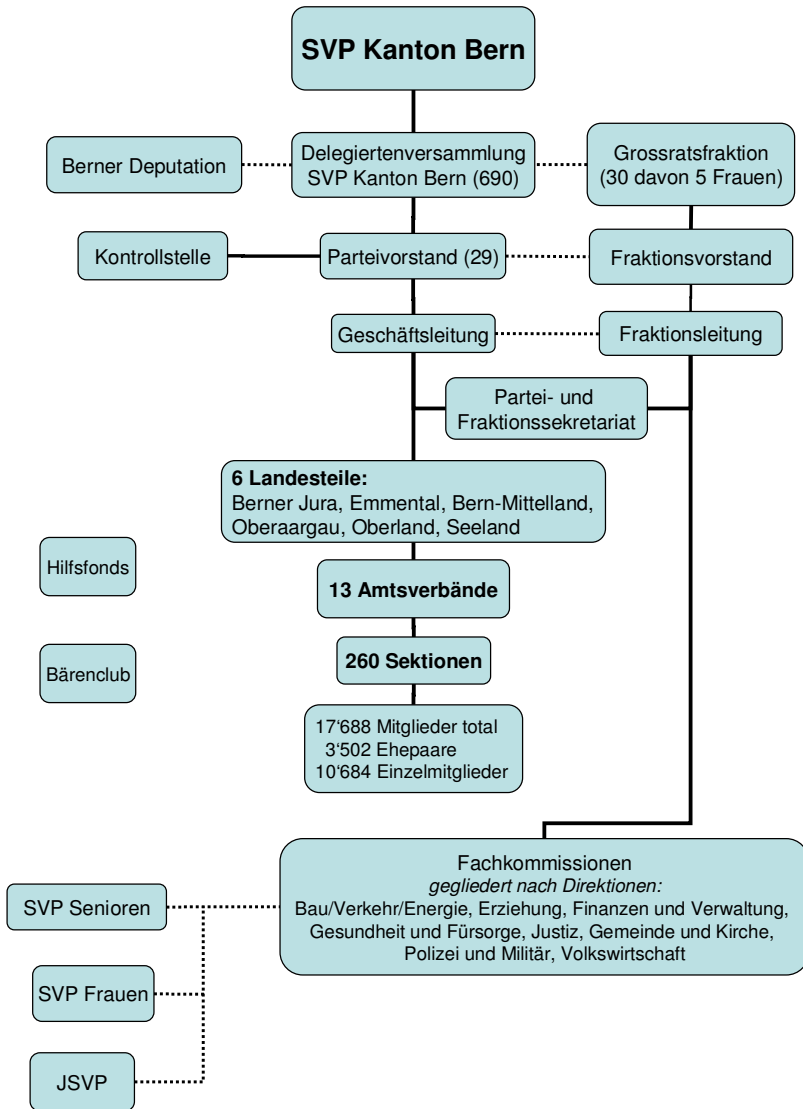 SVP Kanton Bern
Berner Deputation
Delegiertenversammlung
SVP Kanton Bern (690)
Grossratsfraktion
(30 davon 5 Frauen)
Kontrollstelle
Parteivorstand (29)
Fraktionsvorstand
Geschäftsleitung
Fraktionsleitung
Partei- und
Fraktionssekretariat
6 Landesteile:
Berner Jura, Emmental, Bern-Mittelland,
Oberaargau, Oberland, Seeland
Hilfsfonds
13 Amtsverbände
260 Sektionen
Bärenclub
17‘688 Mitglieder total
3‘502 Ehepaare
10‘684 Einzelmitglieder
Fachkommissionen
gegliedert nach Direktionen:
Bau/Verkehr/Energie, Erziehung, Finanzen und Verwaltung,
Gesundheit und Fürsorge, Justiz, Gemeinde und Kirche,
Polizei und Militär, Volkswirtschaft
SVP Senioren
SVP Frauen
JSVP